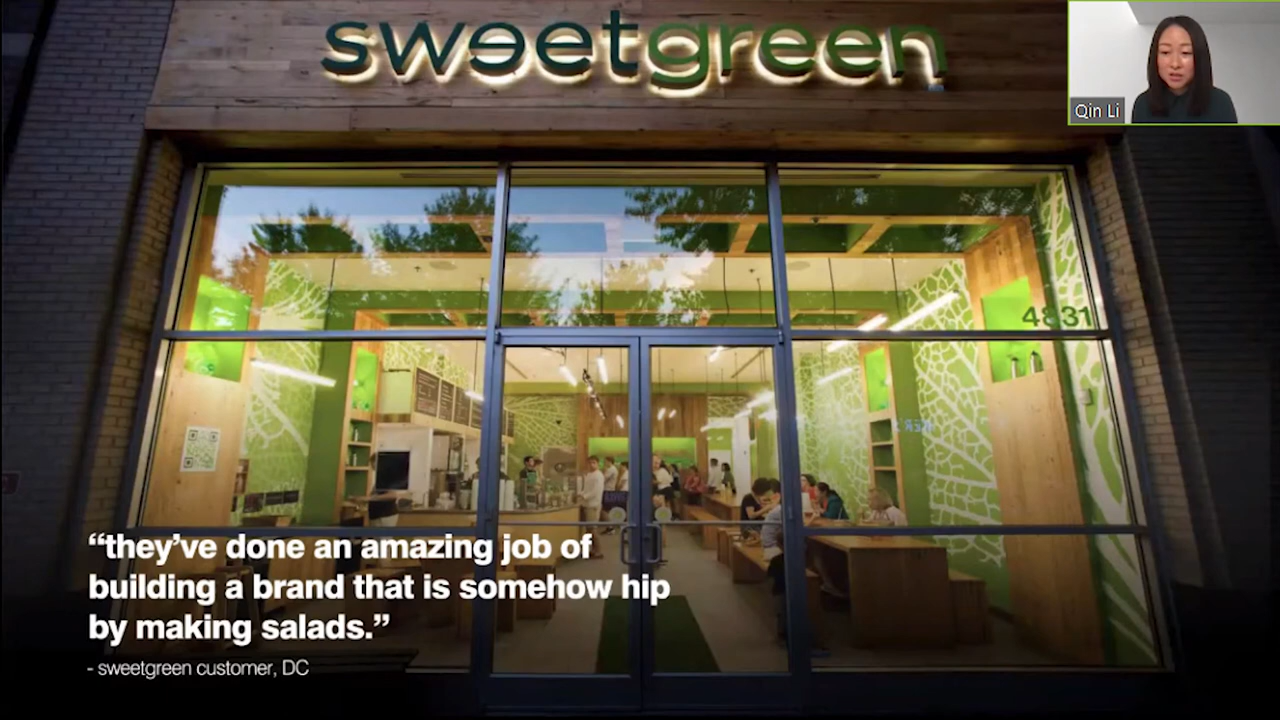 sweetgreen
Qin Li
4831
“they’ve done an amazing job of
building a brand that is somehow hip
by making salads.”
- sweetgreen customer, DC